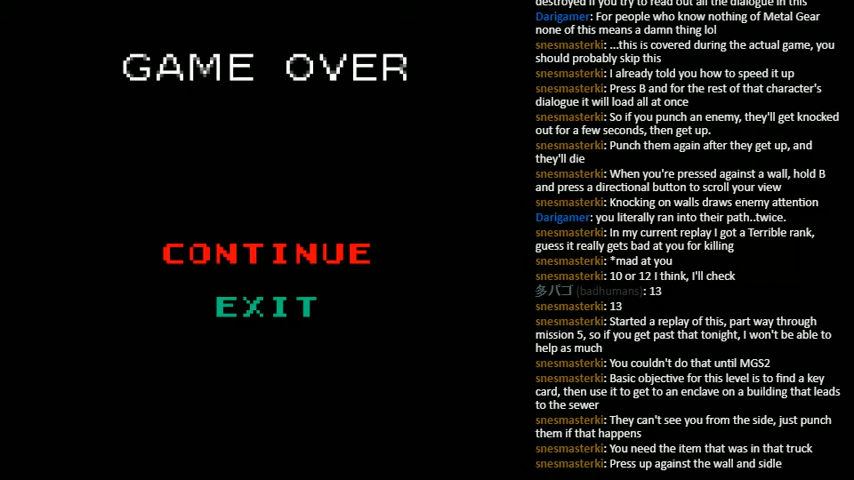 GAME OVER
CONTINUE
EXIT
destroyed if you try to read out all the dialogue in this
Darigamer: For people who know nothing of Metal Gear
none of this means a damn thing lol
snesmasterki: ...this is covered during the actual game, you
should probably skip this
snesmasterki: I already told you how to speed it up
snesmasterki: Press B and for the rest of that character's
dialogue it will load all at once
snesmasterki: So if you punch an enemy, they'll get knocked
out for a few seconds, then get up.
snesmasterki: Punch them again after they get up, and
they'll die
snesmasterki: When you're pressed against a wall, hold B
and press a directional button to scroll your view
snesmasterki: Knocking on walls draws enemy attention
Darigamer: you literally ran into their path..twice.
snesmasterki: In my current replay I got a Terrible rank,
guess it really gets bad at you for killing
snesmasterki: *mad at you
snesmasterki: 10 or 12 I think, I'll check
多バゴ (badhumans): 13
snesmasterki: 13
snesmasterki: Started a replay of this, part way through
mission 5, so if you get past that tonight, I won't be able to
help as much
snesmasterki: You couldn't do that until MGS2
snesmasterki: Basic objective for this level is to find a key
card, then use it to get to an enclave on a building that leads
to the sewer
snesmasterki: They can't see you from the side, just punch
them if that happens
snesmasterki: You need the item that was in that truck
snesmasterki: Press up against the wall and sidle